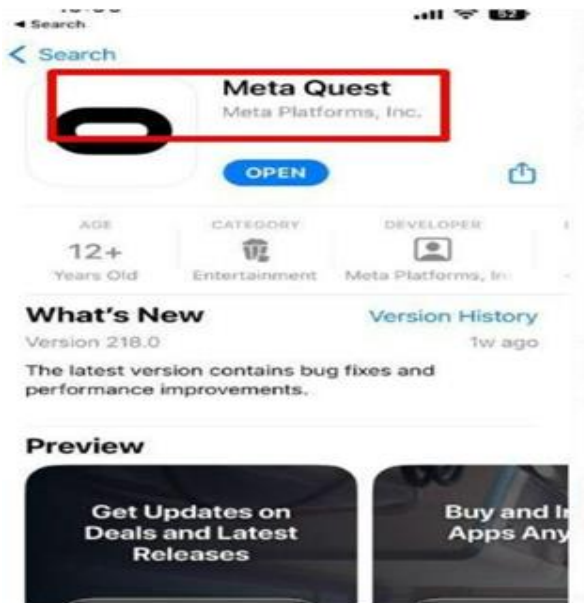 ◀ Search
52
< Search
Meta Quest
Meta Platforms, Inc.
OPEN
AGE
CATEGORY
DEVELOPER
12+
Years Old
Entertainment
Meta Platforms, In
What's New
Version History
Version 218.0
1w ago
The latest version contains bug fixes and
performance improvements.
Preview
Get Updates on
Deals and Latest
Releases
Buy and In
Apps Any